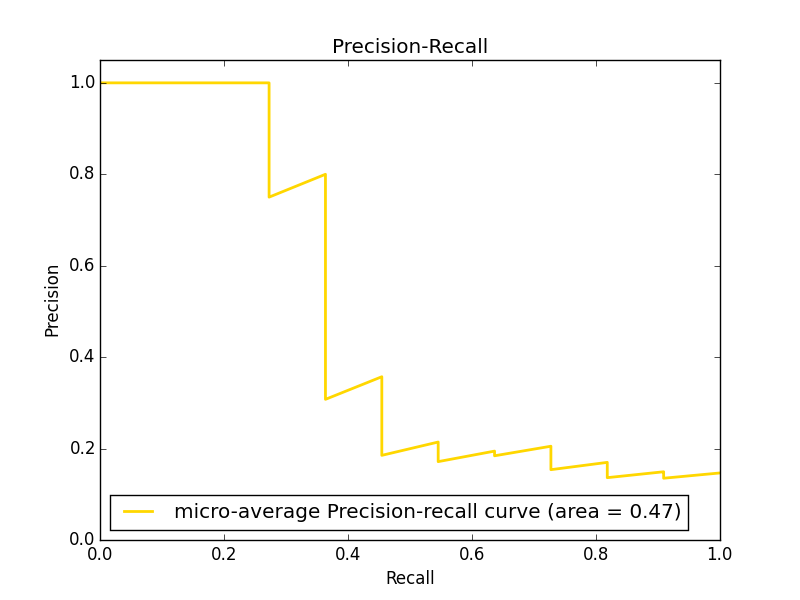 Precision-Recall
1.0
0.8
0.6
0.4
0.2
0.0
Precision
micro-average Precision-recall curve (area = 0.47)
0.0 0.2 0.4 0.6 0.8 1.0
Recall